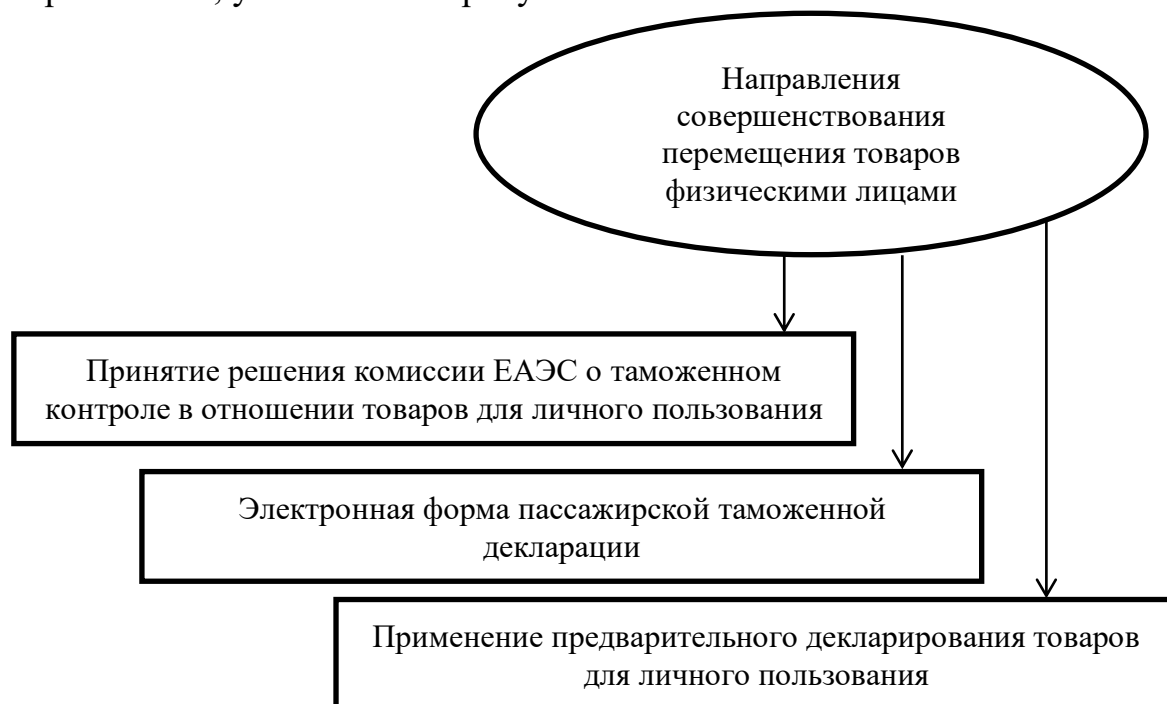 Направления
совершенствования
перемещения товаров
физическими лицами
Принятие решения комиссии ЕАЭС о таможенном
контроле в отношении товаров для личного пользования
Электронная форма пассажирской таможенной
декларации
Применение предварительного декларирования товаров
для личного пользования